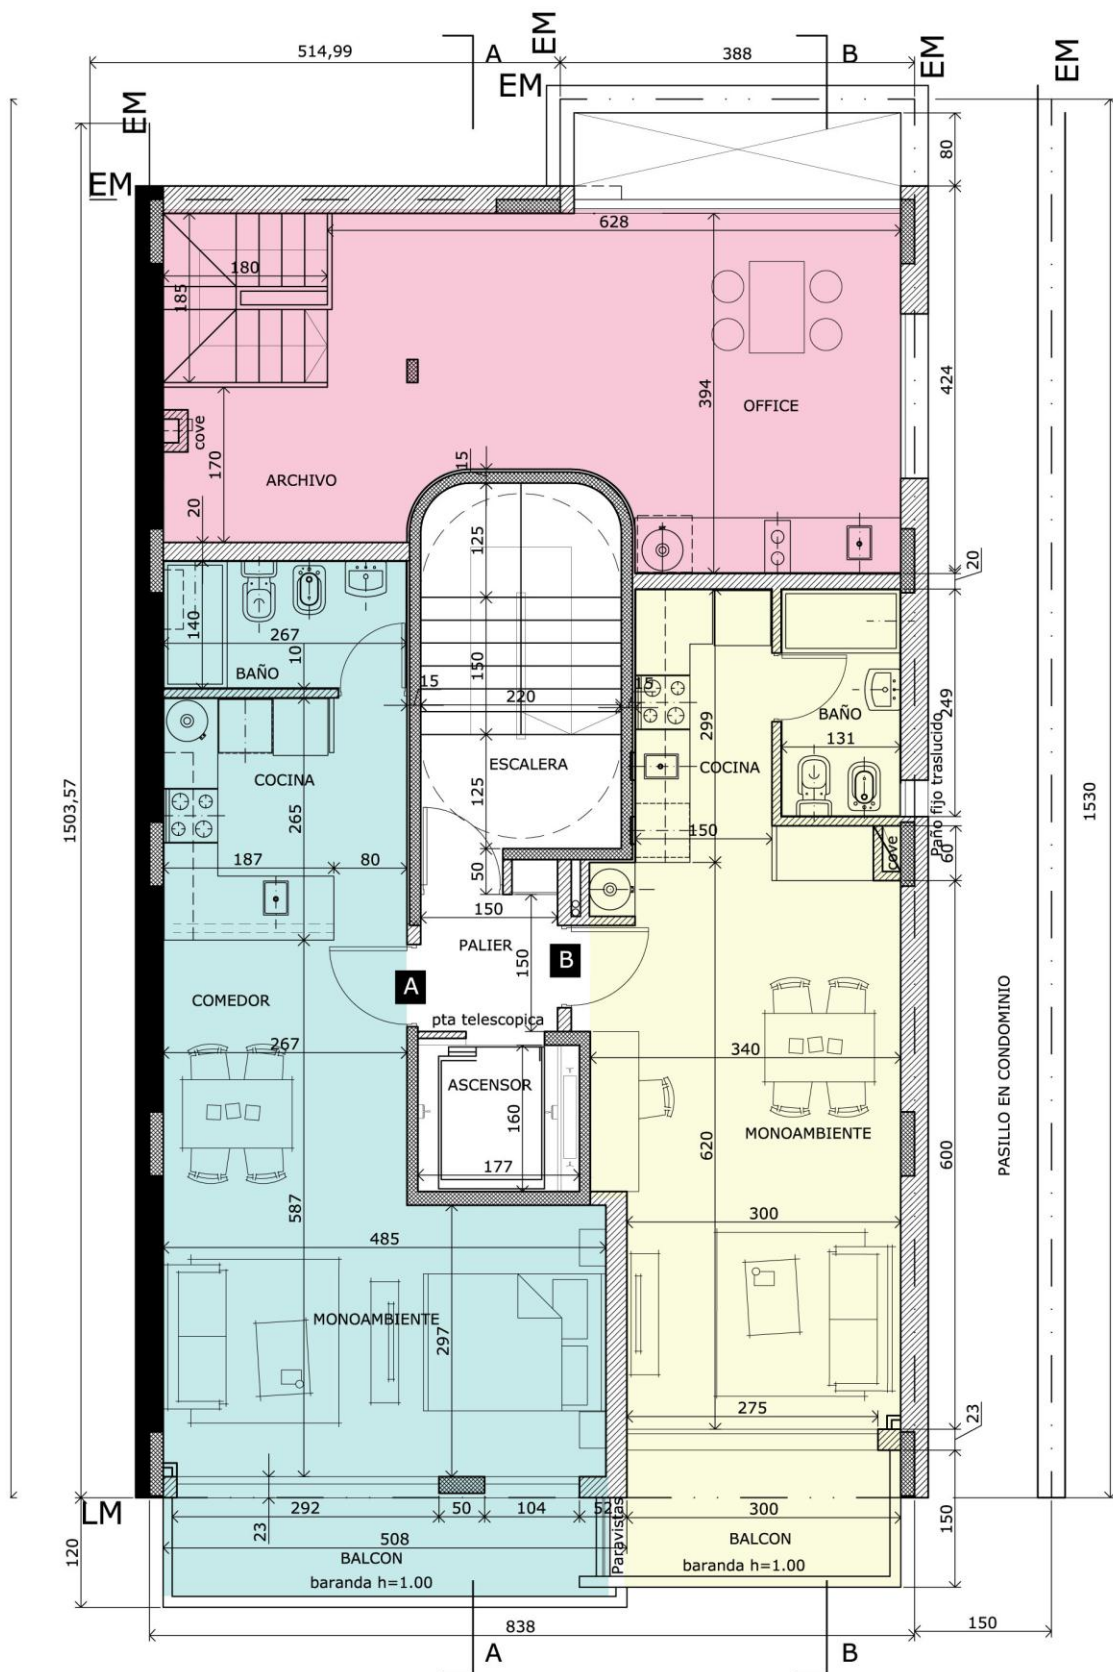 514,99
A
EM
388
B
EM
EM
EM
EM
EM
80
628
180
185
394
424
OFFICE
cove
170
15
ARCHIVO
20
125
20
140
267
10
BAÑO
150
15
220
15
299
BAÑO
131
249
Paño fijo traslucido
ESCALERA
COCINA
COCINA
265
125
150
1503,57
1530
187
80
50
cove
60
150
PALIER
B
A
150
COMEDOR
pta telescopica
267
340
ASCENSOR
160
MONOAMBIENTE
PASILLO EN CONDOMINIO
620
600
177
587
300
485
MONOAMBIENTE
297
275
23
LM
292
50
104
52
300
23
Paravistas
508
BALCON
150
120
BALCON
baranda h=1.00
baranda h=1.00
838
150
A
B